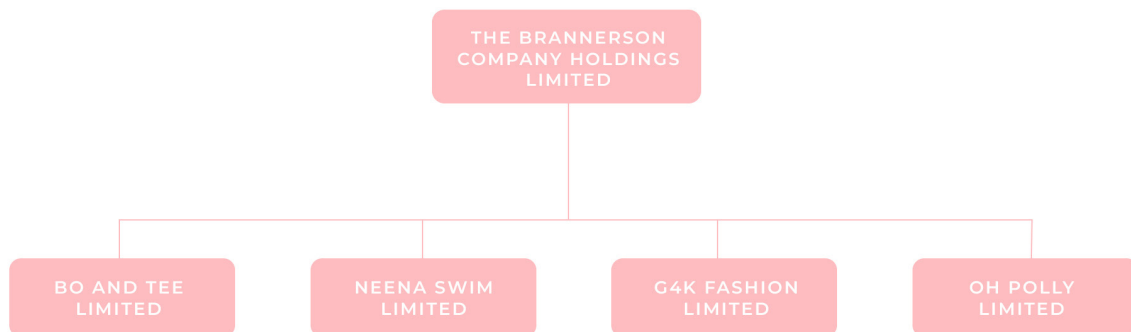 THE BRANNERSON
COMPANY HOLDINGS
LIMITED
BO AND TEE
LIMITED
NEENA SWIM
LIMITED
G4K FASHION
LIMITED
OH POLLY
LIMITED